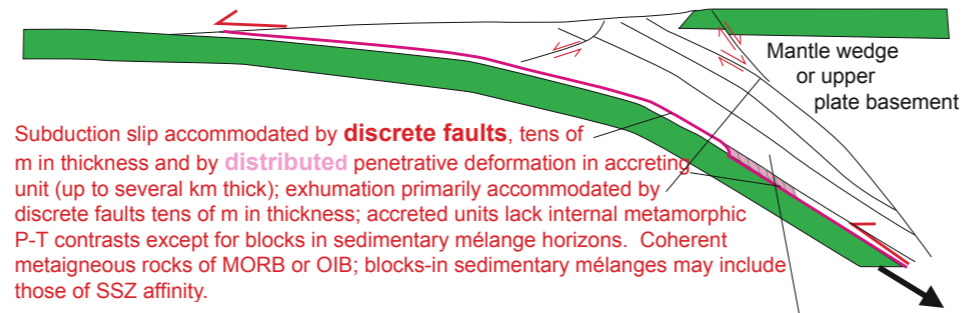 Mantle wedge
or upper
plate basement
Subduction slip accommodated by discrete faults, tens of
m in thickness and by distributed penetrative deformation in accreting
unit (up to several km thick); exhumation primarily accommodated by
discrete faults tens of m in thickness; accreted units lack internal metamorphic
P-T contrasts except for blocks in sedimentary mélange horizons.  Coherent
metaigneous rocks of MORB or OIB; blocks-in sedimentary mélanges may include
those of SSZ affinity.